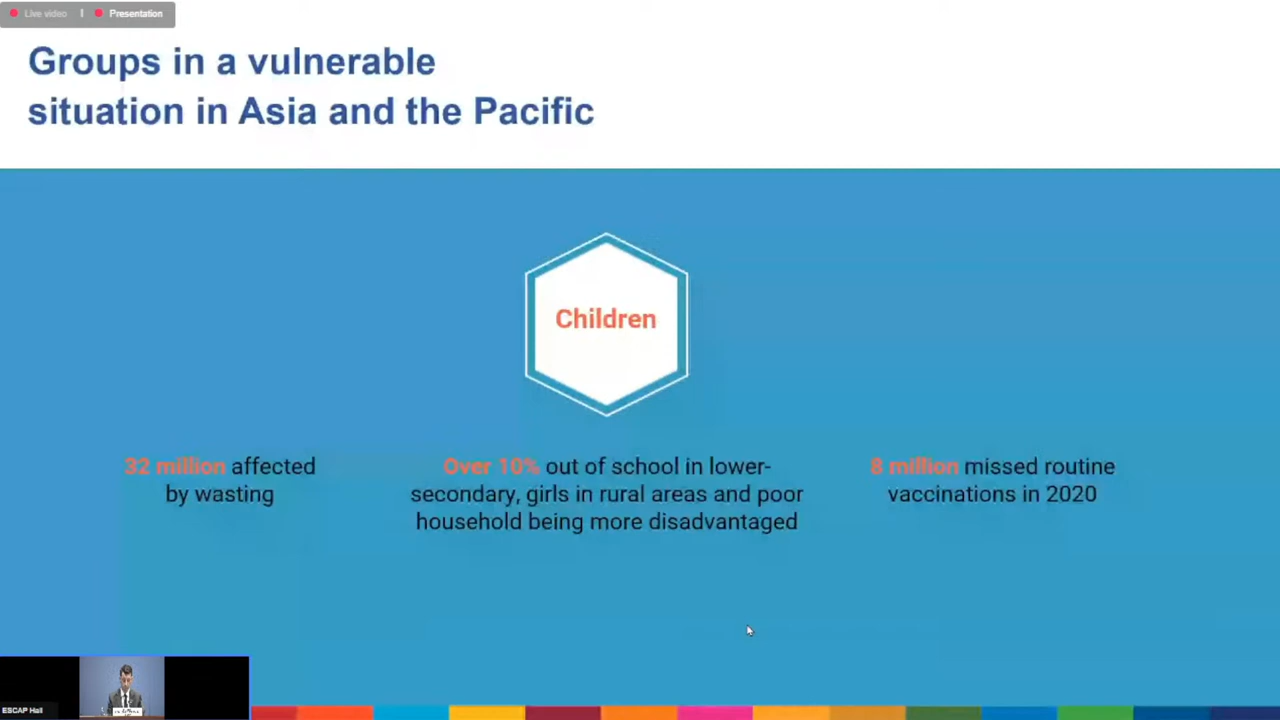 Live video
Presentation
Groups in a vulnerable
situation in Asia and the Pacific
Children
32 million affected
by wasting
Over 10% out of school in lower-
secondary, girls in rural areas and poor
household being more disadvantaged
8 million missed routine
vaccinations in 2020
ESCAP Hall